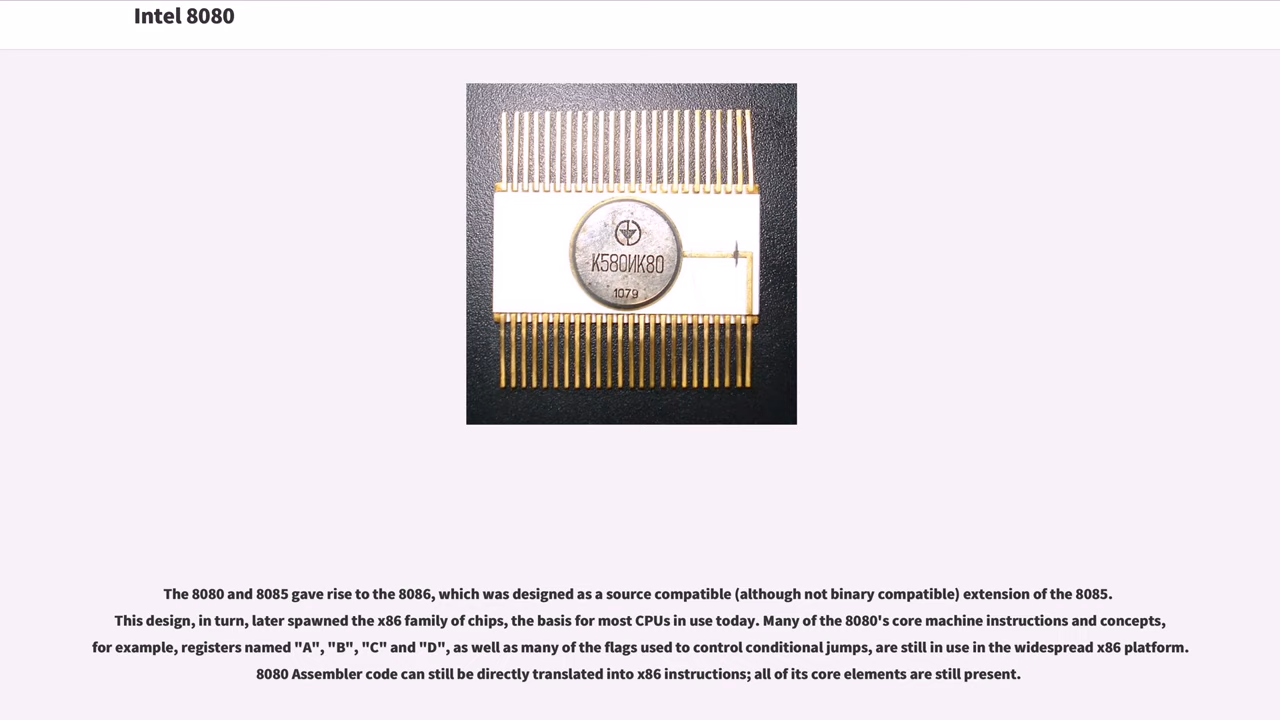 Intel 8080
К580ИК80
1079
The 8080 and 8085 gave rise to the 8086, which was designed as a source compatible (although not binary compatible) extension of the 8085.
This design, in turn, later spawned the x86 family of chips, the basis for most CPUs in use today. Many of the 8080's core machine instructions and concepts,
for example, registers named "A", "B", "C" and "D", as well as many of the flags used to control conditional jumps, are still in use in the widespread x86 platform.
8080 Assembler code can still be directly translated into x86 instructions; all of its core elements are still present.